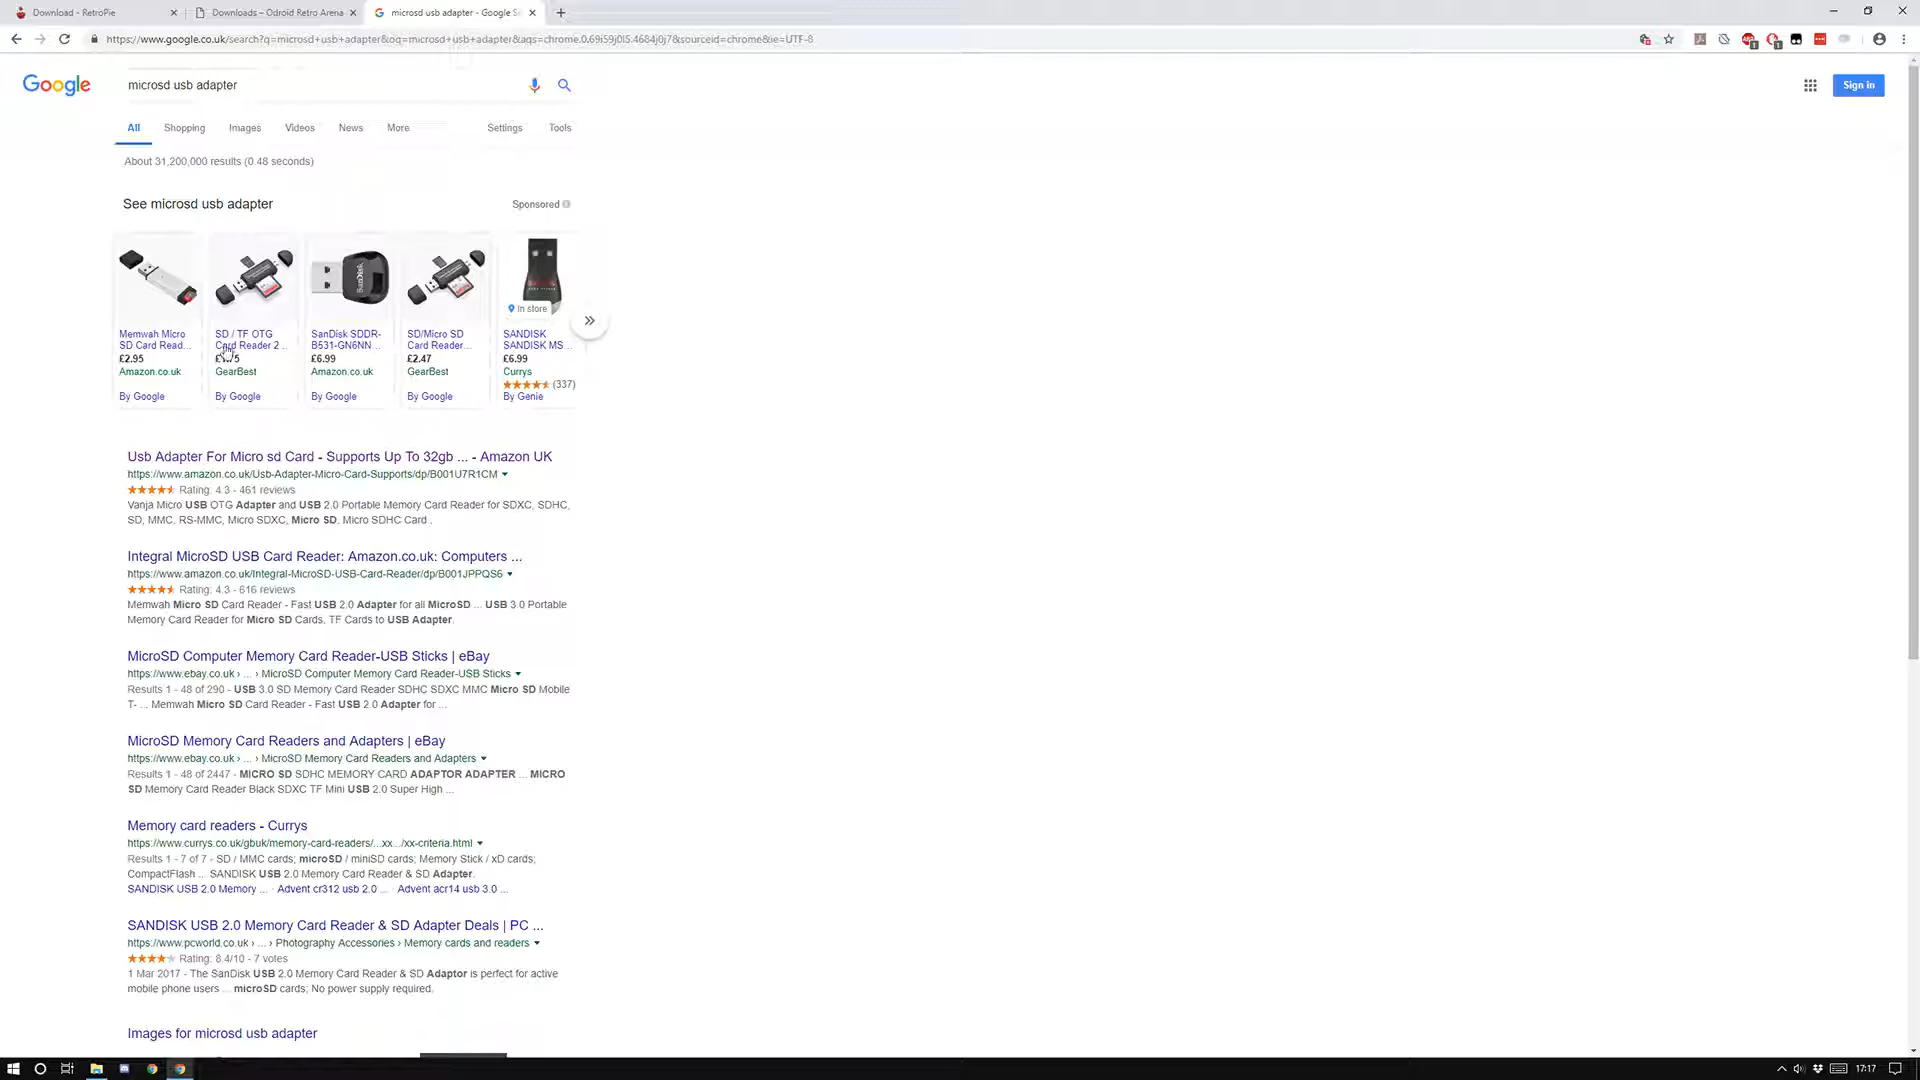 Download - RetroPie
Downloads – Odroid Retro Arena
microsd usb adapter - Google S
https://www.google.co.uk/search?q=microsd+usb+adapter&oq=microsd+usb+adapter&aqs=chrome.0.69i59j0l5.4684j0j7&sourceid=chrome&ie=UTF-8
Google
microsd usb adapter
Sign in
All Shopping Images Videos News More Settings Tools
About 31,200,000 results (0.48 seconds)
See microsd usb adapter
Sponsored
In store
Memwah Micro
SD Card Read...
£2.95
Amazon.co.uk
By Google
SD / TF OTG
Card Reader 2 ...
GearBest
By Google
SanDisk SDDR-
B531-GN6NN...
£6.99
Amazon.co.uk
By Google
SD/Micro SD
Card Reader...
£2.47
GearBest
By Google
SANDISK
SANDISK MS...
£6.99
Currys
(337)
By Genie
Usb Adapter For Micro sd Card - Supports Up To 32gb ... - Amazon UK
https://www.amazon.co.uk/Usb-Adapter-Micro-Card-Supports/dp/B001U7R1CM
Rating: 4.3 - 461 reviews
Vanja Micro USB OTG Adapter and USB 2.0 Portable Memory Card Reader for SDXC, SDHC,
SD, MMC, RS-MMC, Micro SDXC, Micro SD, Micro SDHC Card .
Integral MicroSD USB Card Reader: Amazon.co.uk: Computers ...
https://www.amazon.co.uk/Integral-MicroSD-USB-Card-Reader/dp/B001JPPQS6
Rating: 4.3 - 616 reviews
Memwah Micro SD Card Reader - Fast USB 2.0 Adapter for all MicroSD ... USB 3.0 Portable
Memory Card Reader for Micro SD Cards, TF Cards to USB Adapter.
MicroSD Computer Memory Card Reader-USB Sticks | eBay
https://www.ebay.co.uk › ... › MicroSD Computer Memory Card Reader-USB Sticks
Results 1 - 48 of 290 - USB 3.0 SD Memory Card Reader SDHC SDXC MMC Micro SD Mobile
T- ... Memwah Micro SD Card Reader - Fast USB 2.0 Adapter for ...
MicroSD Memory Card Readers and Adapters | eBay
https://www.ebay.co.uk › ... › MicroSD Memory Card Readers and Adapters
Results 1 - 48 of 2447 - MICRO SD SDHC MEMORY CARD ADAPTOR ADAPTER ... MICRO
SD Memory Card Reader Black SDXC TF Mini USB 2.0 Super High ...
Memory card readers - Currys
https://www.currys.co.uk/gbuk/memory-card-readers/...xx.../xx-criteria.html
Results 1 - 7 of 7 - SD / MMC cards; microSD / miniSD cards; Memory Stick / xD cards;
CompactFlash ... SANDISK USB 2.0 Memory Card Reader & SD Adapter.
SANDISK USB 2.0 Memory ... · Advent cr312 usb 2.0 ... · Advent acr14 usb 3.0 ...
SANDISK USB 2.0 Memory Card Reader & SD Adapter Deals | PC ...
https://www.pcworld.co.uk › ... › Photography Accessories › Memory cards and readers
Rating: 8.4/10 - 7 votes
1 Mar 2017 - The SanDisk USB 2.0 Memory Card Reader & SD Adaptor is perfect for active
mobile phone users ... microSD cards; No power supply required.
Images for microsd usb adapter
17:17